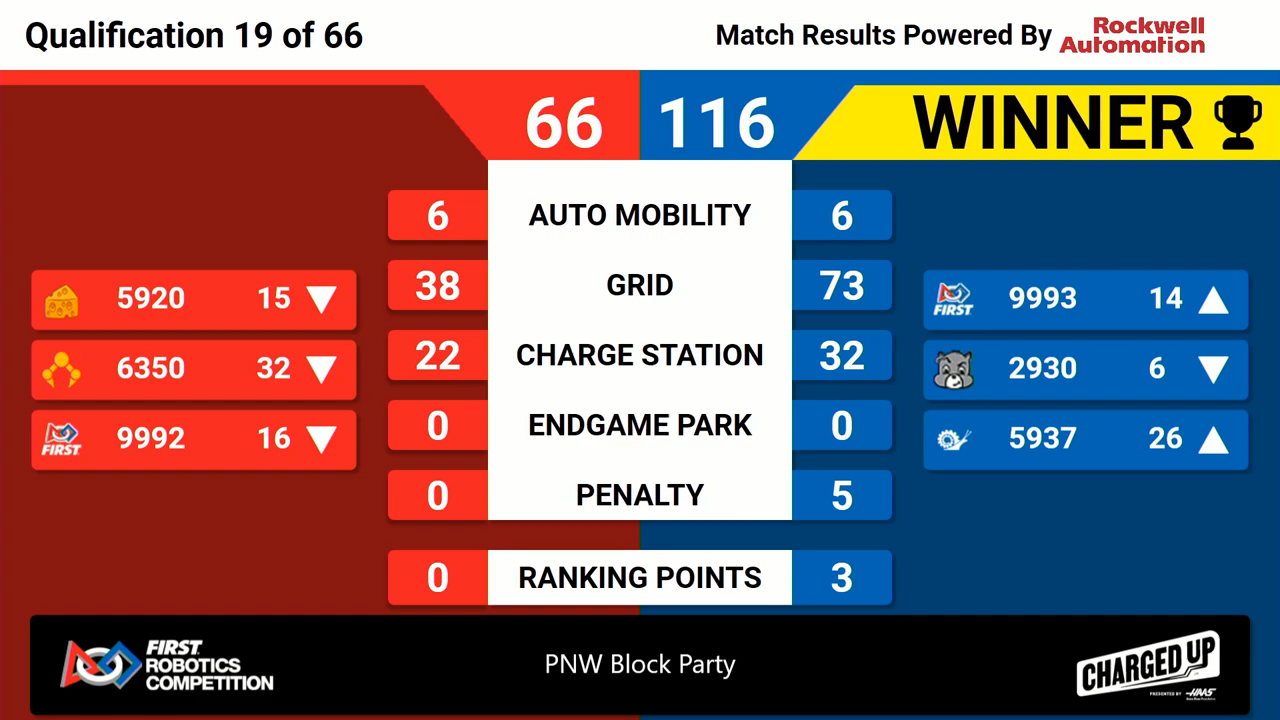 Qualification 19 of 66
Match Results Powered By Rockwell Automation
66 116 WINNER
6 AUTO MOBILITY 6
38 GRID 73
22 CHARGE STATION 32
0 ENDGAME PARK 0
0 PENALTY 5
0 RANKING POINTS 3
5920 15
6350 32
FIRST 9992 16
FIRST 9993 14
2930 6
5937 26
FIRST
ROBOTICS
COMPETITION
PNW Block Party
CHARGED UP
PRESENTED BY HAAS